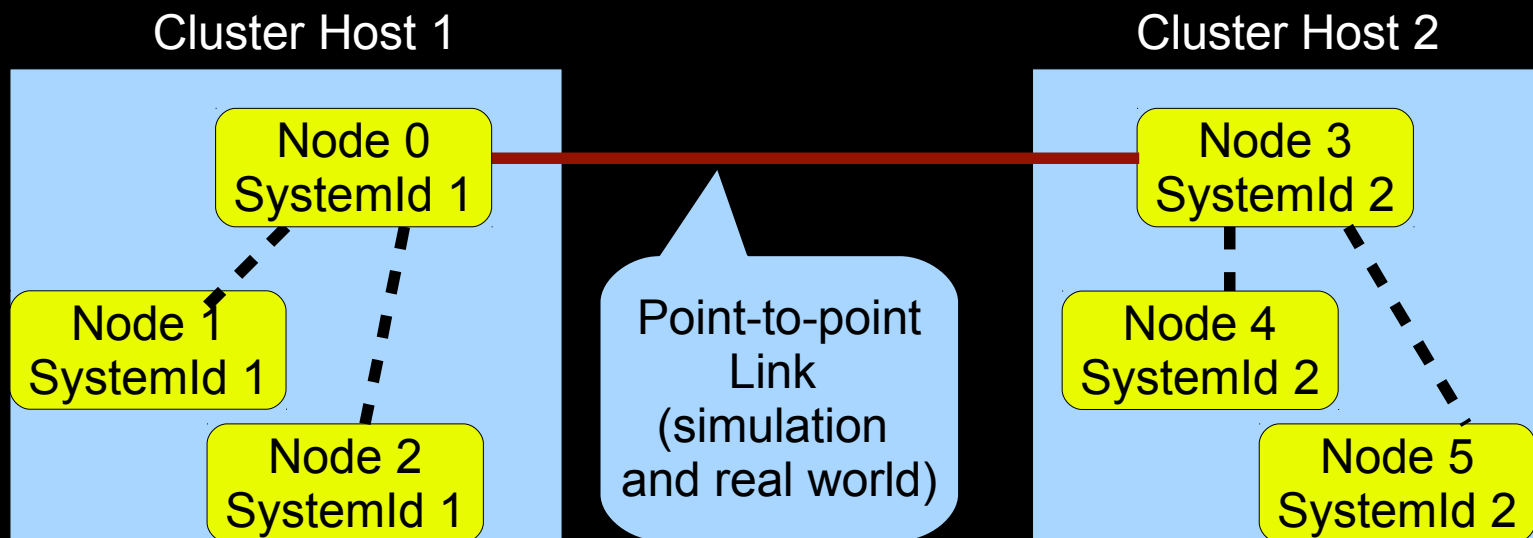 Cluster Host 1
Cluster Host 2
Node 0
SystemId 1
Node 3
SystemId 2
Node 1
SystemId 1
Point-to-point
Link
(simulation
and real world)
Node 4
SystemId 2
Node 2
SystemId 1
Node 5
SystemId 2